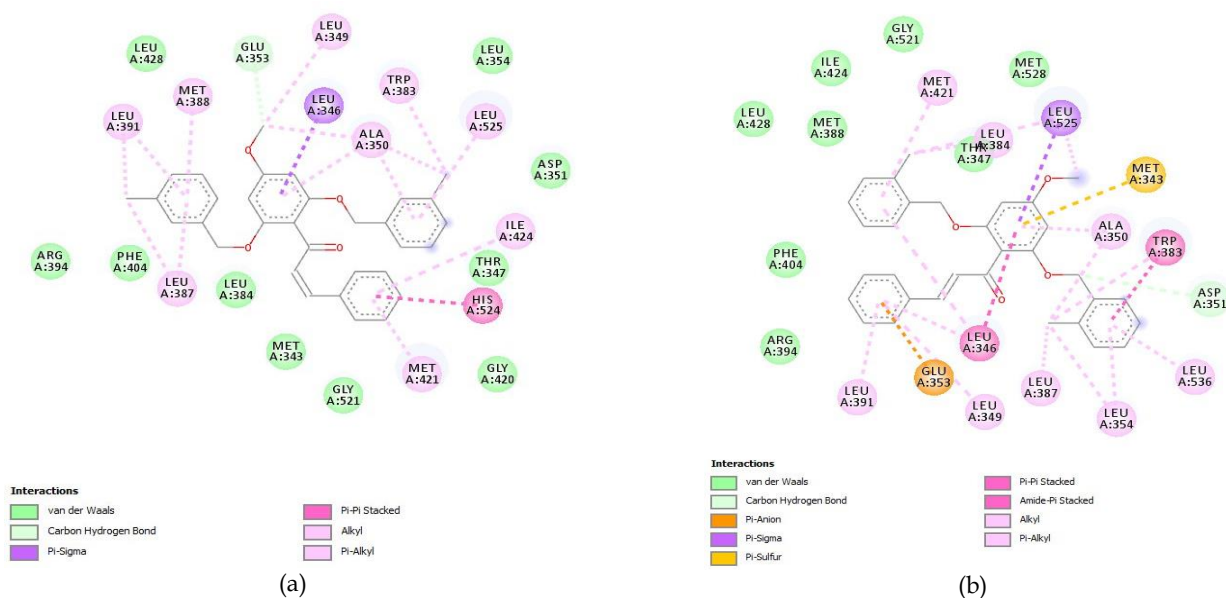 LEU
A:349
LEU
A:428
GLU
A:353
LEU
A:354
MET
A:388
TRP
A:383
LEU
A:346
LEU
A:391
LEU
A:525
ALA
A:350
ASP
A:351
ILE
A:424
ARG
A:394
PHE
A:404
THR
A:347
LEU
A:387
LEU
A:384
HIS
A:524
MET
A:343
MET
A:421
GLY
A:420
GLY
A:521
Interactions
van der Waals
Carbon Hydrogen Bond
Pi-Sigma
Pi-Pi Stacked
Alkyl
Pi-Alkyl
(a)
GLY
A:521
ILE
A:424
MET
A:528
MET
A:421
LEU
A:428
MET
A:388
LEU
A:525
LEU
A:384
THR
A:347
MET
A:343
ALA
A:350
TRP
A:383
PHE
A:404
ASP
A:351
ARG
A:394
LEU
A:346
GLU
A:353
LEU
A:536
LEU
A:391
LEU
A:387
LEU
A:349
LEU
A:354
Interactions
van der Waals
Carbon Hydrogen Bond
Pi-Anion
Pi-Sigma
Pi-Sulfur
Pi-Pi Stacked
Amide-Pi Stacked
Alkyl
Pi-Alkyl
(b)